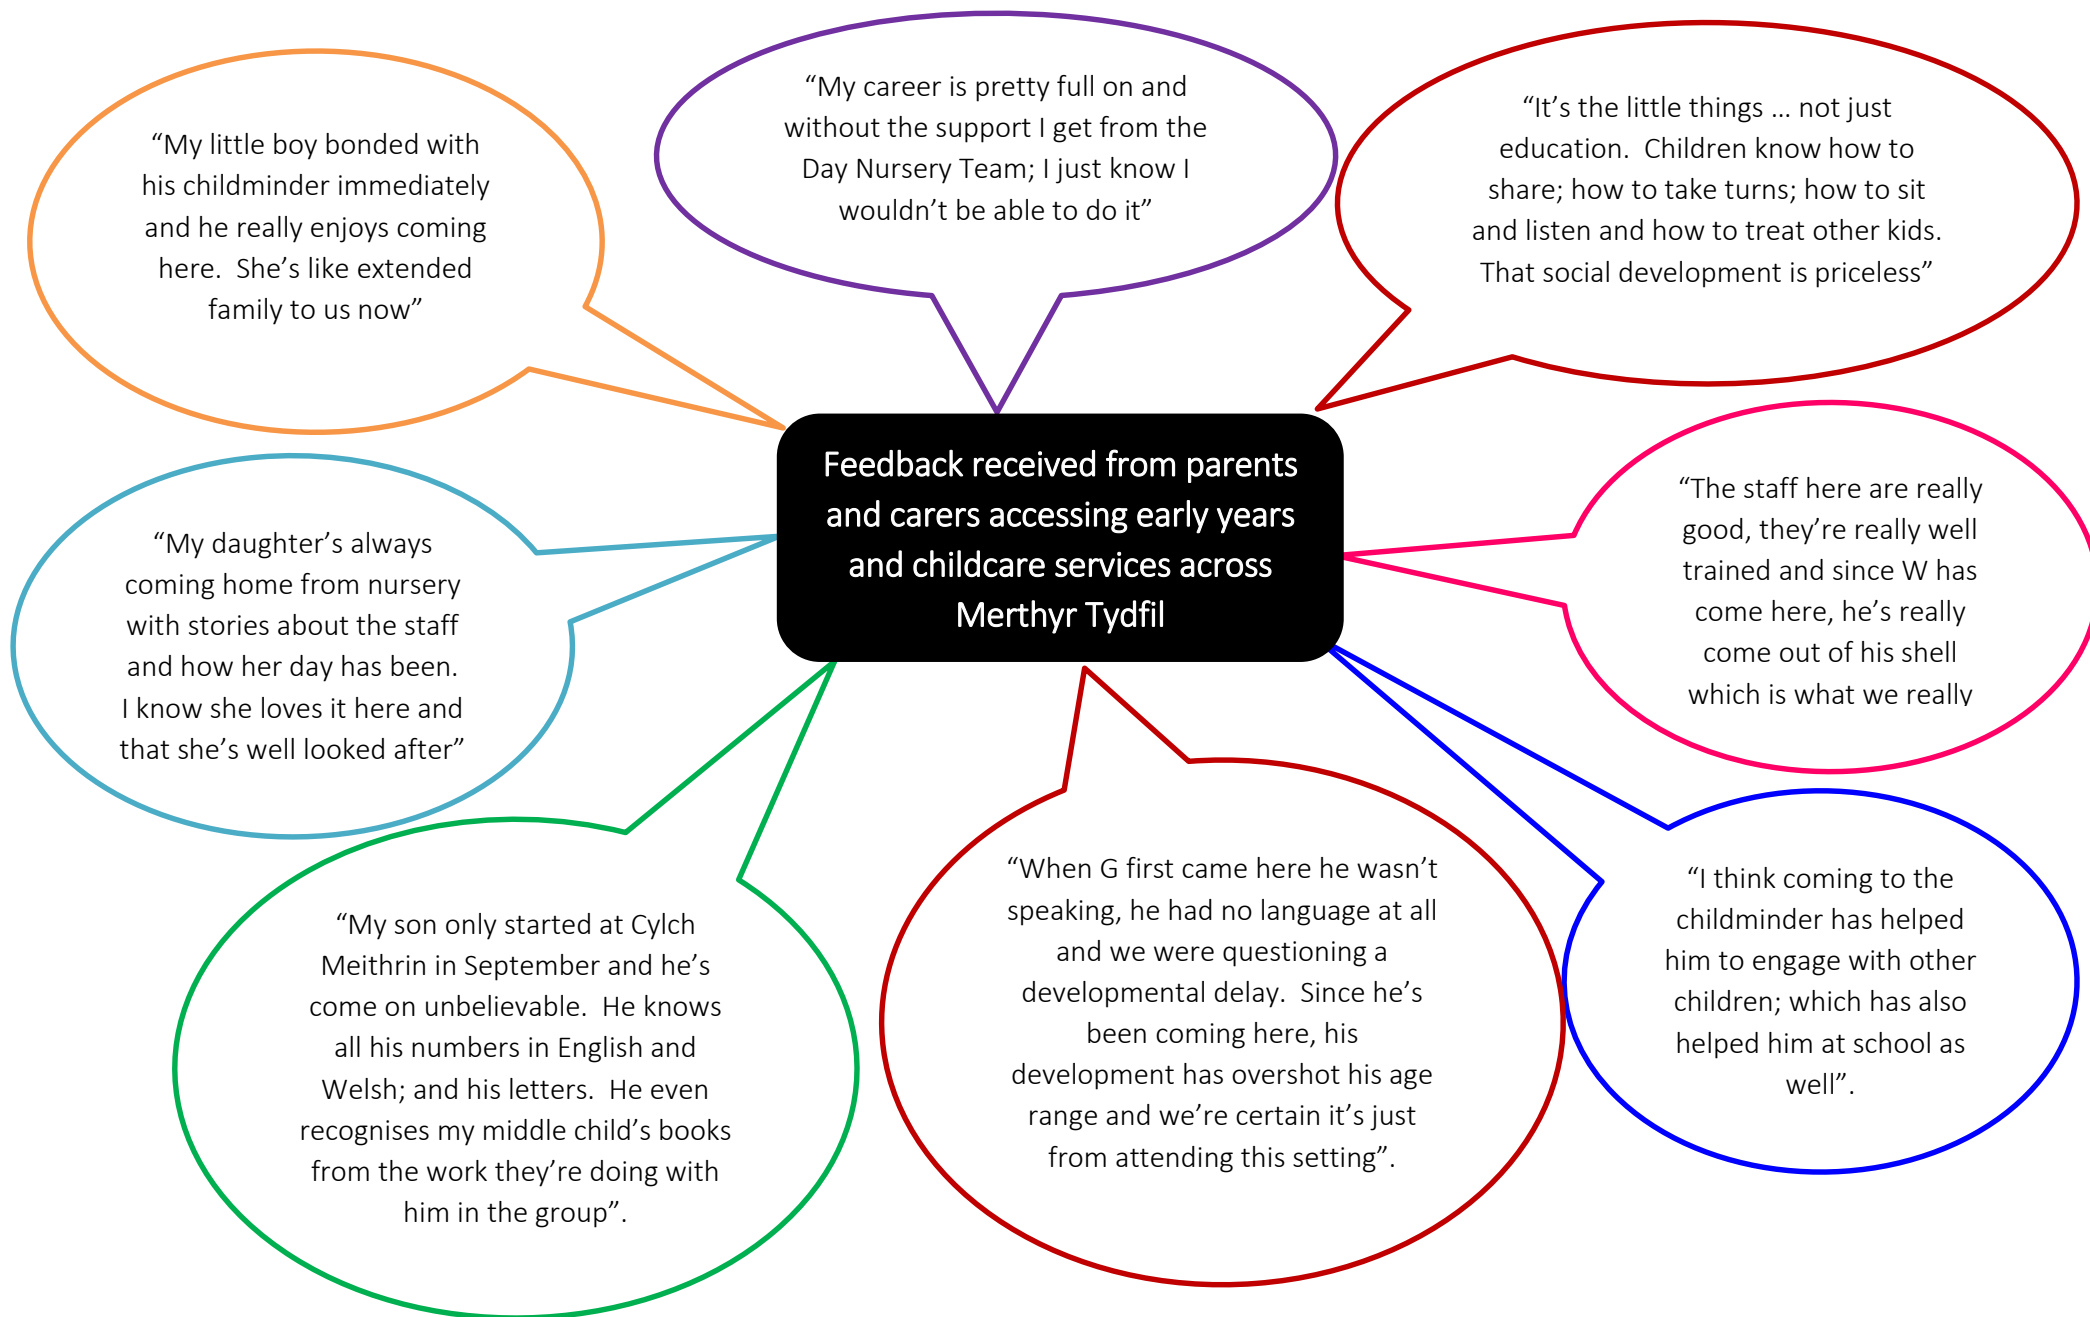 “My little boy bonded with
his childminder immediately
and he really enjoys coming
here.  She’s like extended
family to us now”
“My career is pretty full on and
without the support I get from the
Day Nursery Team; I just know I
wouldn’t be able to do it”
“It’s the little things … not just
education.  Children know how to
share; how to take turns; how to sit
and listen and how to treat other kids.
That social development is priceless”
Feedback received from parents
and carers accessing early years
and childcare services across
Merthyr Tydfil
“My daughter’s always
coming home from nursery
with stories about the staff
and how her day has been.
I know she loves it here and
that she’s well looked after”
“The staff here are really
good, they’re really well
trained and since W has
come here, he’s really
come out of his shell
which is what we really
“My son only started at Cylch
Meithrin in September and he’s
come on unbelievable.  He knows
all his numbers in English and
Welsh; and his letters.  He even
recognises my middle child’s books
from the work they’re doing with
him in the group”.
“When G first came here he wasn’t
speaking, he had no language at all
and we were questioning a
developmental delay.  Since he’s
been coming here, his
development has overshot his age
range and we’re certain it’s just
from attending this setting”.
“I think coming to the
childminder has helped
him to engage with other
children; which has also
helped him at school as
well”.